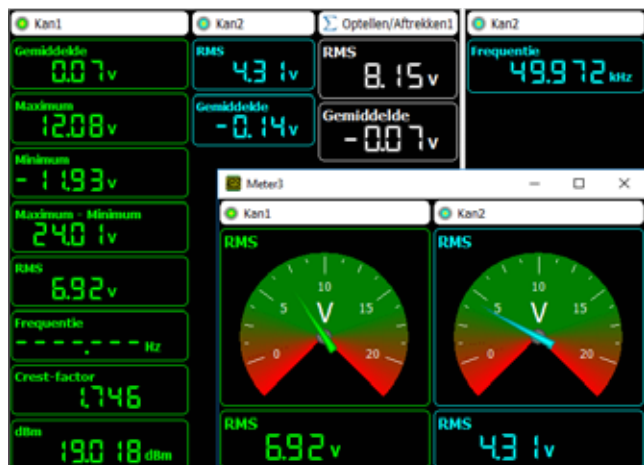 Kan1
Gemiddelde
0.07 v
Maximum
12.08 v
Minimum
-11.93 v
Maximum - Minimum
24.01 v
RMS
6.92 v
Frequentie
-----.-- Hz
Crest-factor
1.746
dBm
19.018 dBm
Kan2
RMS
4.31 v
Gemiddelde
-0.14 v
Σ Optellen/Aftrekken1
RMS
8.15 v
Gemiddelde
-0.07 v
Kan2
Frequentie
49.972 kHz
Meter3
Kan1
RMS
0 5 10 15 20
V
RMS
6.92 v
Kan2
RMS
0 5 10 15 20
V
RMS
4.31 v